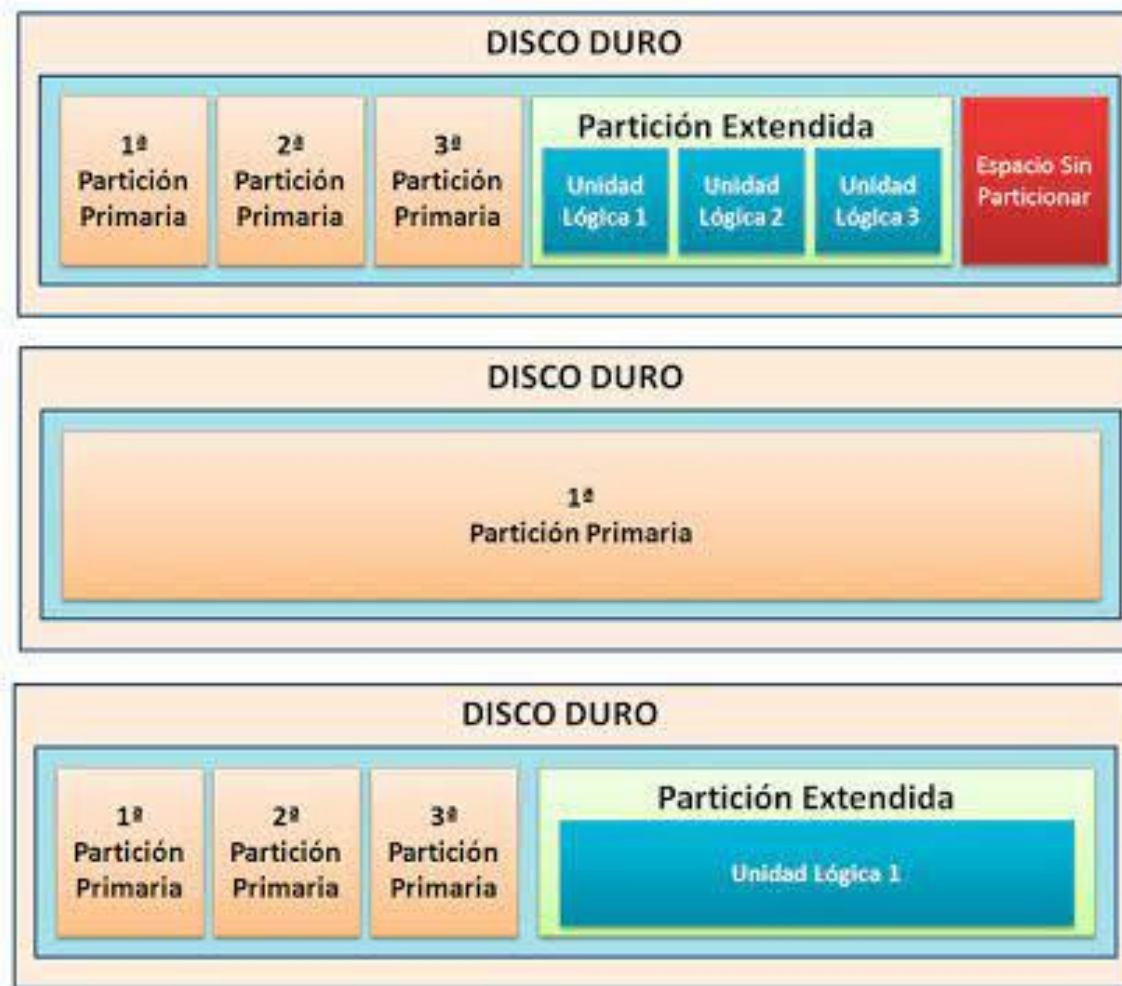 DISCO DURO
1ª
Partición
Primaria
2ª
Partición
Primaria
3ª
Partición
Primaria
Partición Extendida
Unidad
Lógica 1
Unidad
Lógica 2
Unidad
Lógica 3
Espacio Sin
Particionar
DISCO DURO
1ª
Partición Primaria
DISCO DURO
1ª
Partición
Primaria
2ª
Partición
Primaria
3ª
Partición
Primaria
Partición Extendida
Unidad Lógica 1